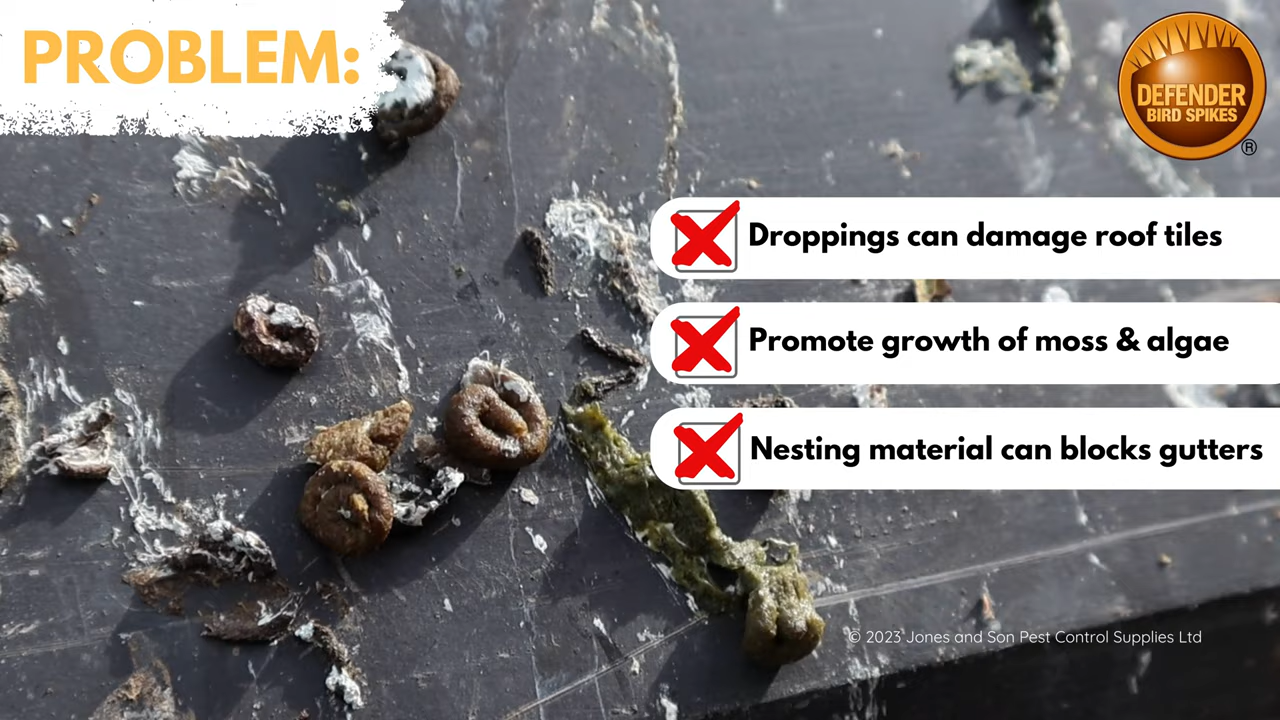 PROBLEM:
DEFENDER
BIRD SPIKES
®
Droppings can damage roof tiles
Promote growth of moss & algae
Nesting material can blocks gutters
© 2023 Jones and Son Pest Control Supplies Ltd